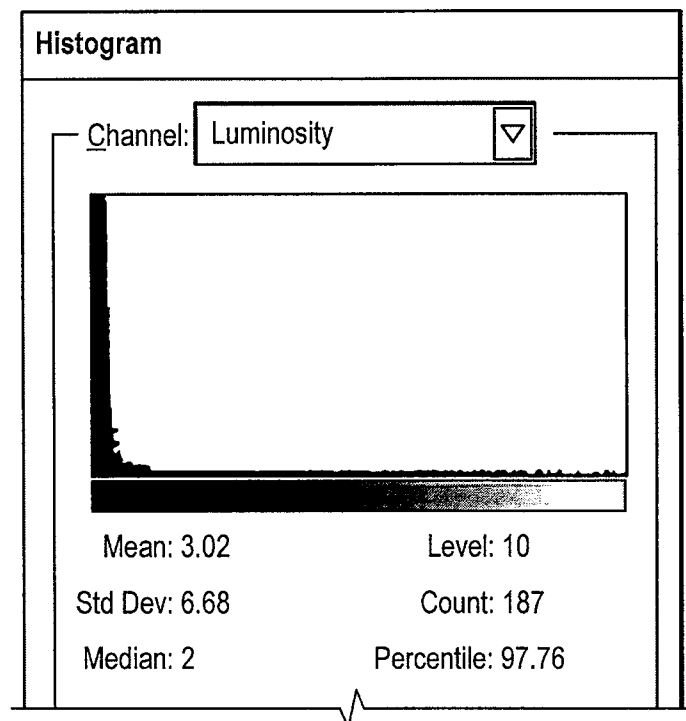 Histogram
Channel: Luminosity
Mean: 3.02 Level: 10
Std Dev: 6.68 Count: 187
Median: 2 Percentile: 97.76